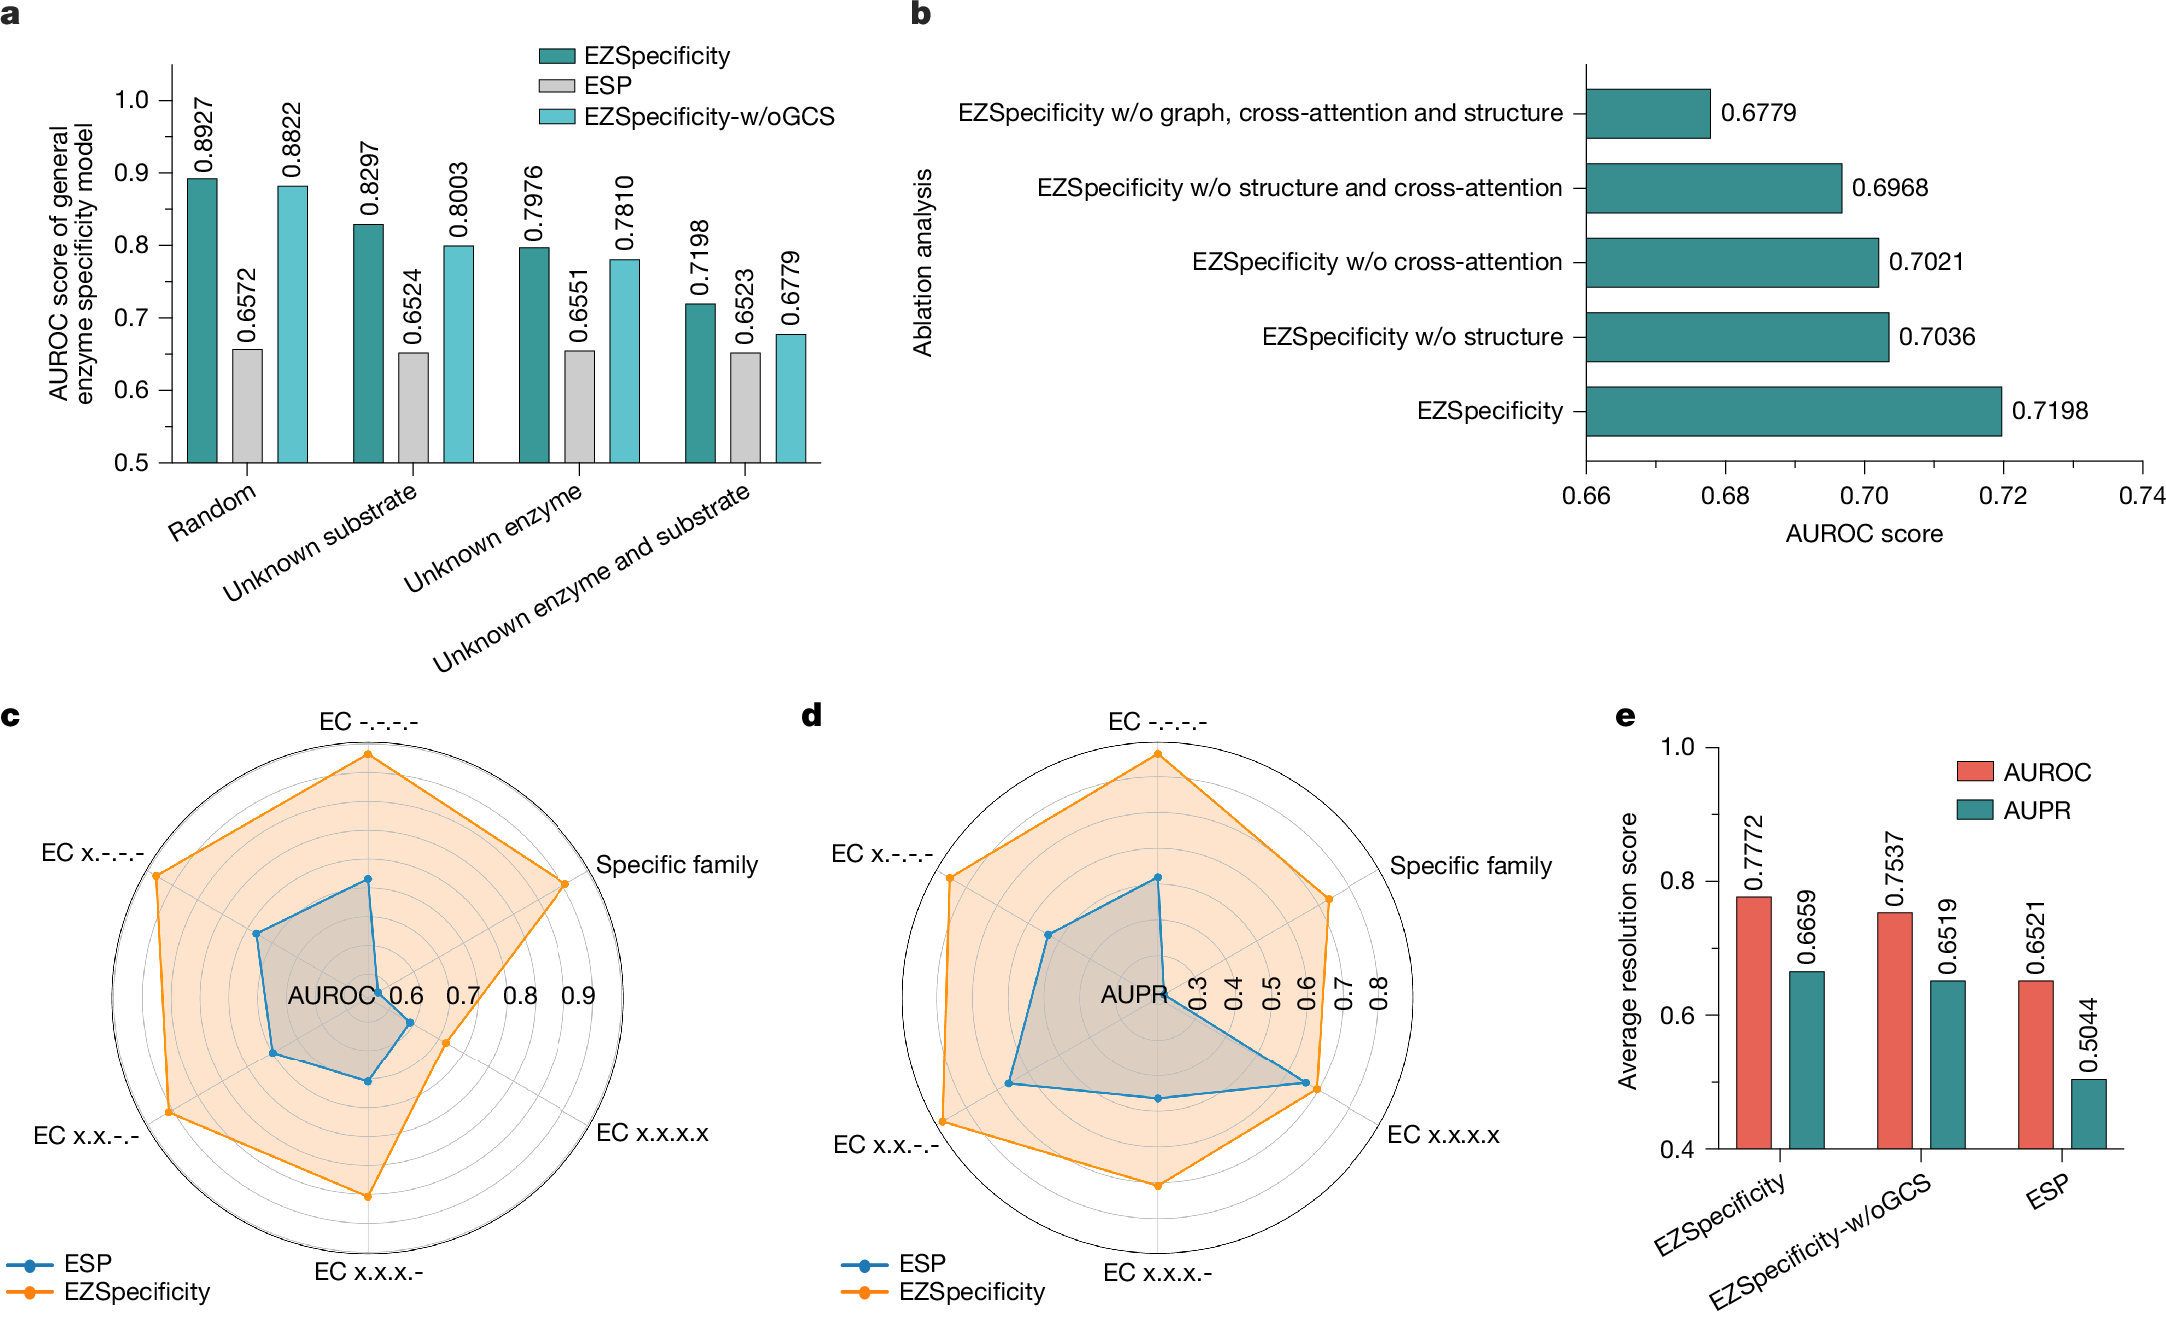 a
EZSpecificity
ESP
EZSpecificity-w/oGCS
AUROC score of general
enzyme specificity model
1.0
0.9
0.8
0.7
0.6
0.5
0.8927
0.6572
0.8822
0.8297
0.6524
0.8003
0.7976
0.6551
0.7810
0.7198
0.6523
0.6779
Random
Unknown substrate
Unknown enzyme
Unknown enzyme and substrate
b
Ablation analysis
EZSpecificity w/o graph, cross-attention and structure
0.6779
EZSpecificity w/o structure and cross-attention
0.6968
EZSpecificity w/o cross-attention
0.7021
EZSpecificity w/o structure
0.7036
EZSpecificity
0.7198
0.66 0.68 0.70 0.72 0.74
AUROC score
c
EC -.-.-.-
EC x.-.-.-
Specific family
AUROC 0.6 0.7 0.8 0.9
EC x.x.-.-
EC x.x.x.x
EC x.x.x.-
ESP
EZSpecificity
d
EC -.-.-.-
EC x.-.-.-
Specific family
AUPR 0.3 0.4 0.5 0.6 0.7 0.8
EC x.x.-.-
EC x.x.x.x
EC x.x.x.-
ESP
EZSpecificity
e
Average resolution score
1.0
0.8
0.6
0.4
AUROC
AUPR
0.7772
0.6659
0.7537
0.6519
0.6521
0.5044
EZSpecificity
EZSpecificity-w/oGCS
ESP